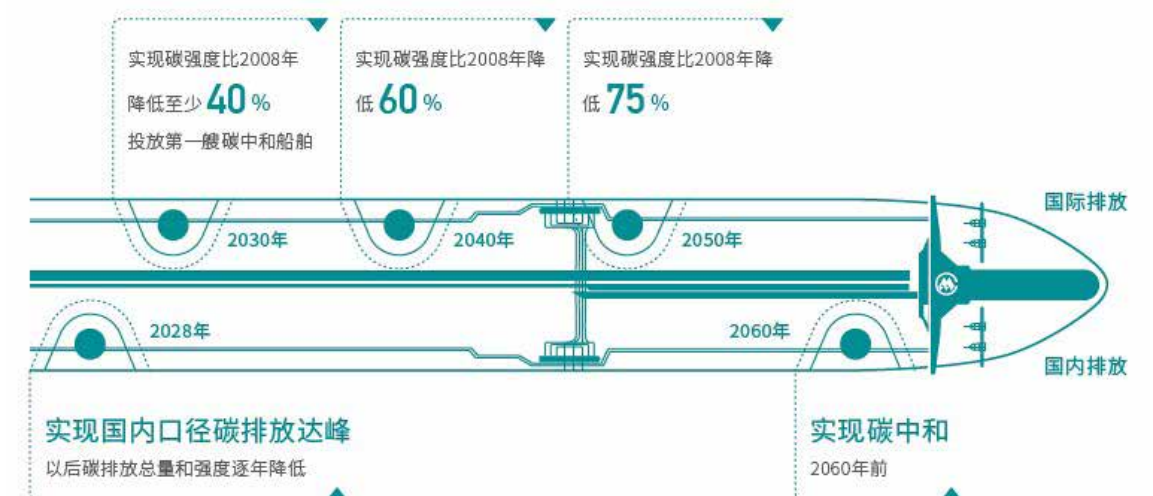 实现碳强度比2008年
降低至少40%
投放第一艘碳中和船舶
实现碳强度比2008年降
低60%
实现碳强度比2008年降
低75%
国际排放
2030年
2040年
2050年
2028年
2060年
国内排放
实现国内口径碳排放达峰
以后碳排放总量和强度逐年降低
实现碳中和
2060年前